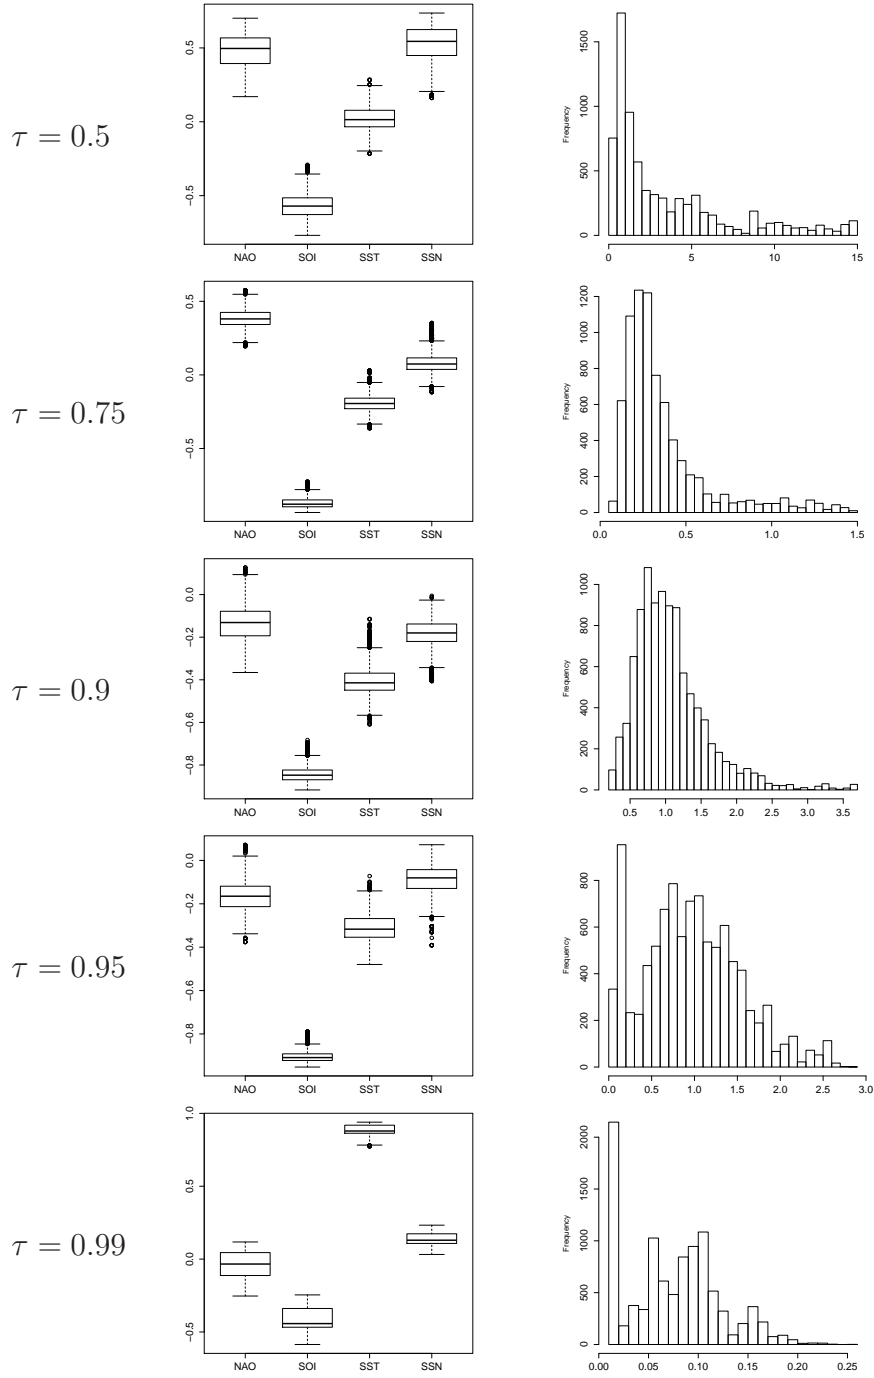 τ = 0.5
0.5
0.0
−0.5
NAO SOI SST SSN
Frequency
1500
1000
500
0
0 5 10 15
τ = 0.75
0.5
0.0
−0.5
NAO SOI SST SSN
Frequency
1200
1000
800
600
400
200
0
0.0 0.5 1.0 1.5
τ = 0.9
0.0
−0.2
−0.4
−0.6
−0.8
NAO SOI SST SSN
Frequency
1000
800
600
400
200
0
0.5 1.0 1.5 2.0 2.5 3.0 3.5
τ = 0.95
0.0
−0.2
−0.4
−0.6
−0.8
NAO SOI SST SSN
Frequency
800
600
400
200
0
0.0 0.5 1.0 1.5 2.0 2.5 3.0
τ = 0.99
1.0
0.5
0.0
−0.5
NAO SOI SST SSN
Frequency
2000
1500
1000
500
0
0.00 0.05 0.10 0.15 0.20 0.25